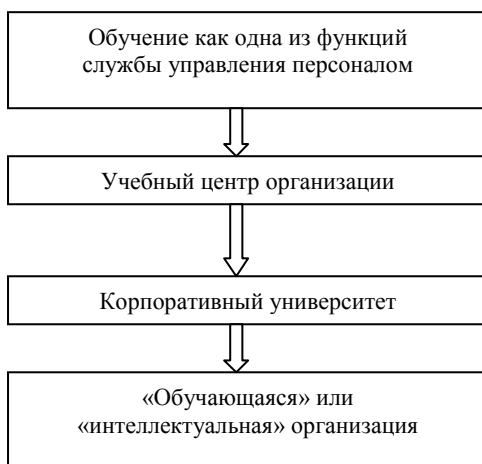 Обучение как одна из функций
службы управления персоналом
Учебный центр организации
Корпоративный университет
«Обучающаяся» или
«интеллектуальная» организация